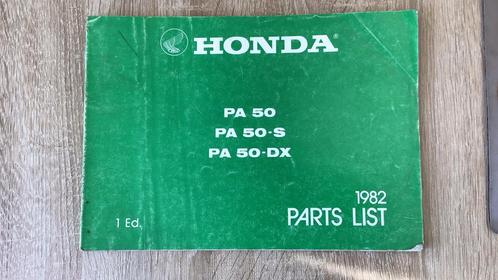 HONDA
PA 50
PA 50-S
PA 50-DX
1982
1 Ed. PARTS LIST